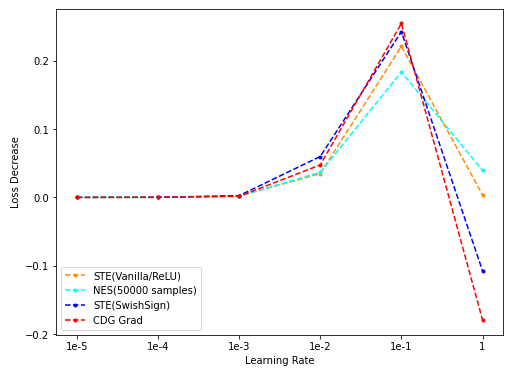 0.2
0.1
0.0
−0.1
−0.2
Loss Decrease
STE(Vanilla/ReLU)
NES(50000 samples)
STE(SwishSign)
CDG Grad
1e-5 1e-4 1e-3 1e-2 1e-1 1
Learning Rate